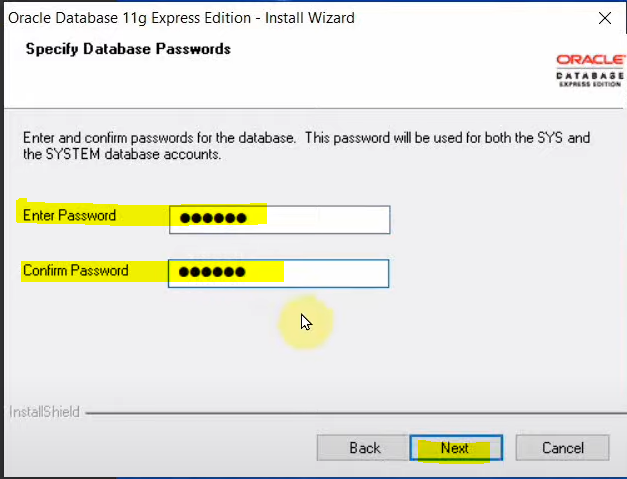 Oracle Database 11g Express Edition - Install Wizard
Specify Database Passwords
ORACLE
DATABASE
EXPRESS EDITION
Enter and confirm passwords for the database. This password will be used for both the SYS and
the SYSTEM database accounts.
Enter Password
Confirm Password
InstallShield
Back Next Cancel